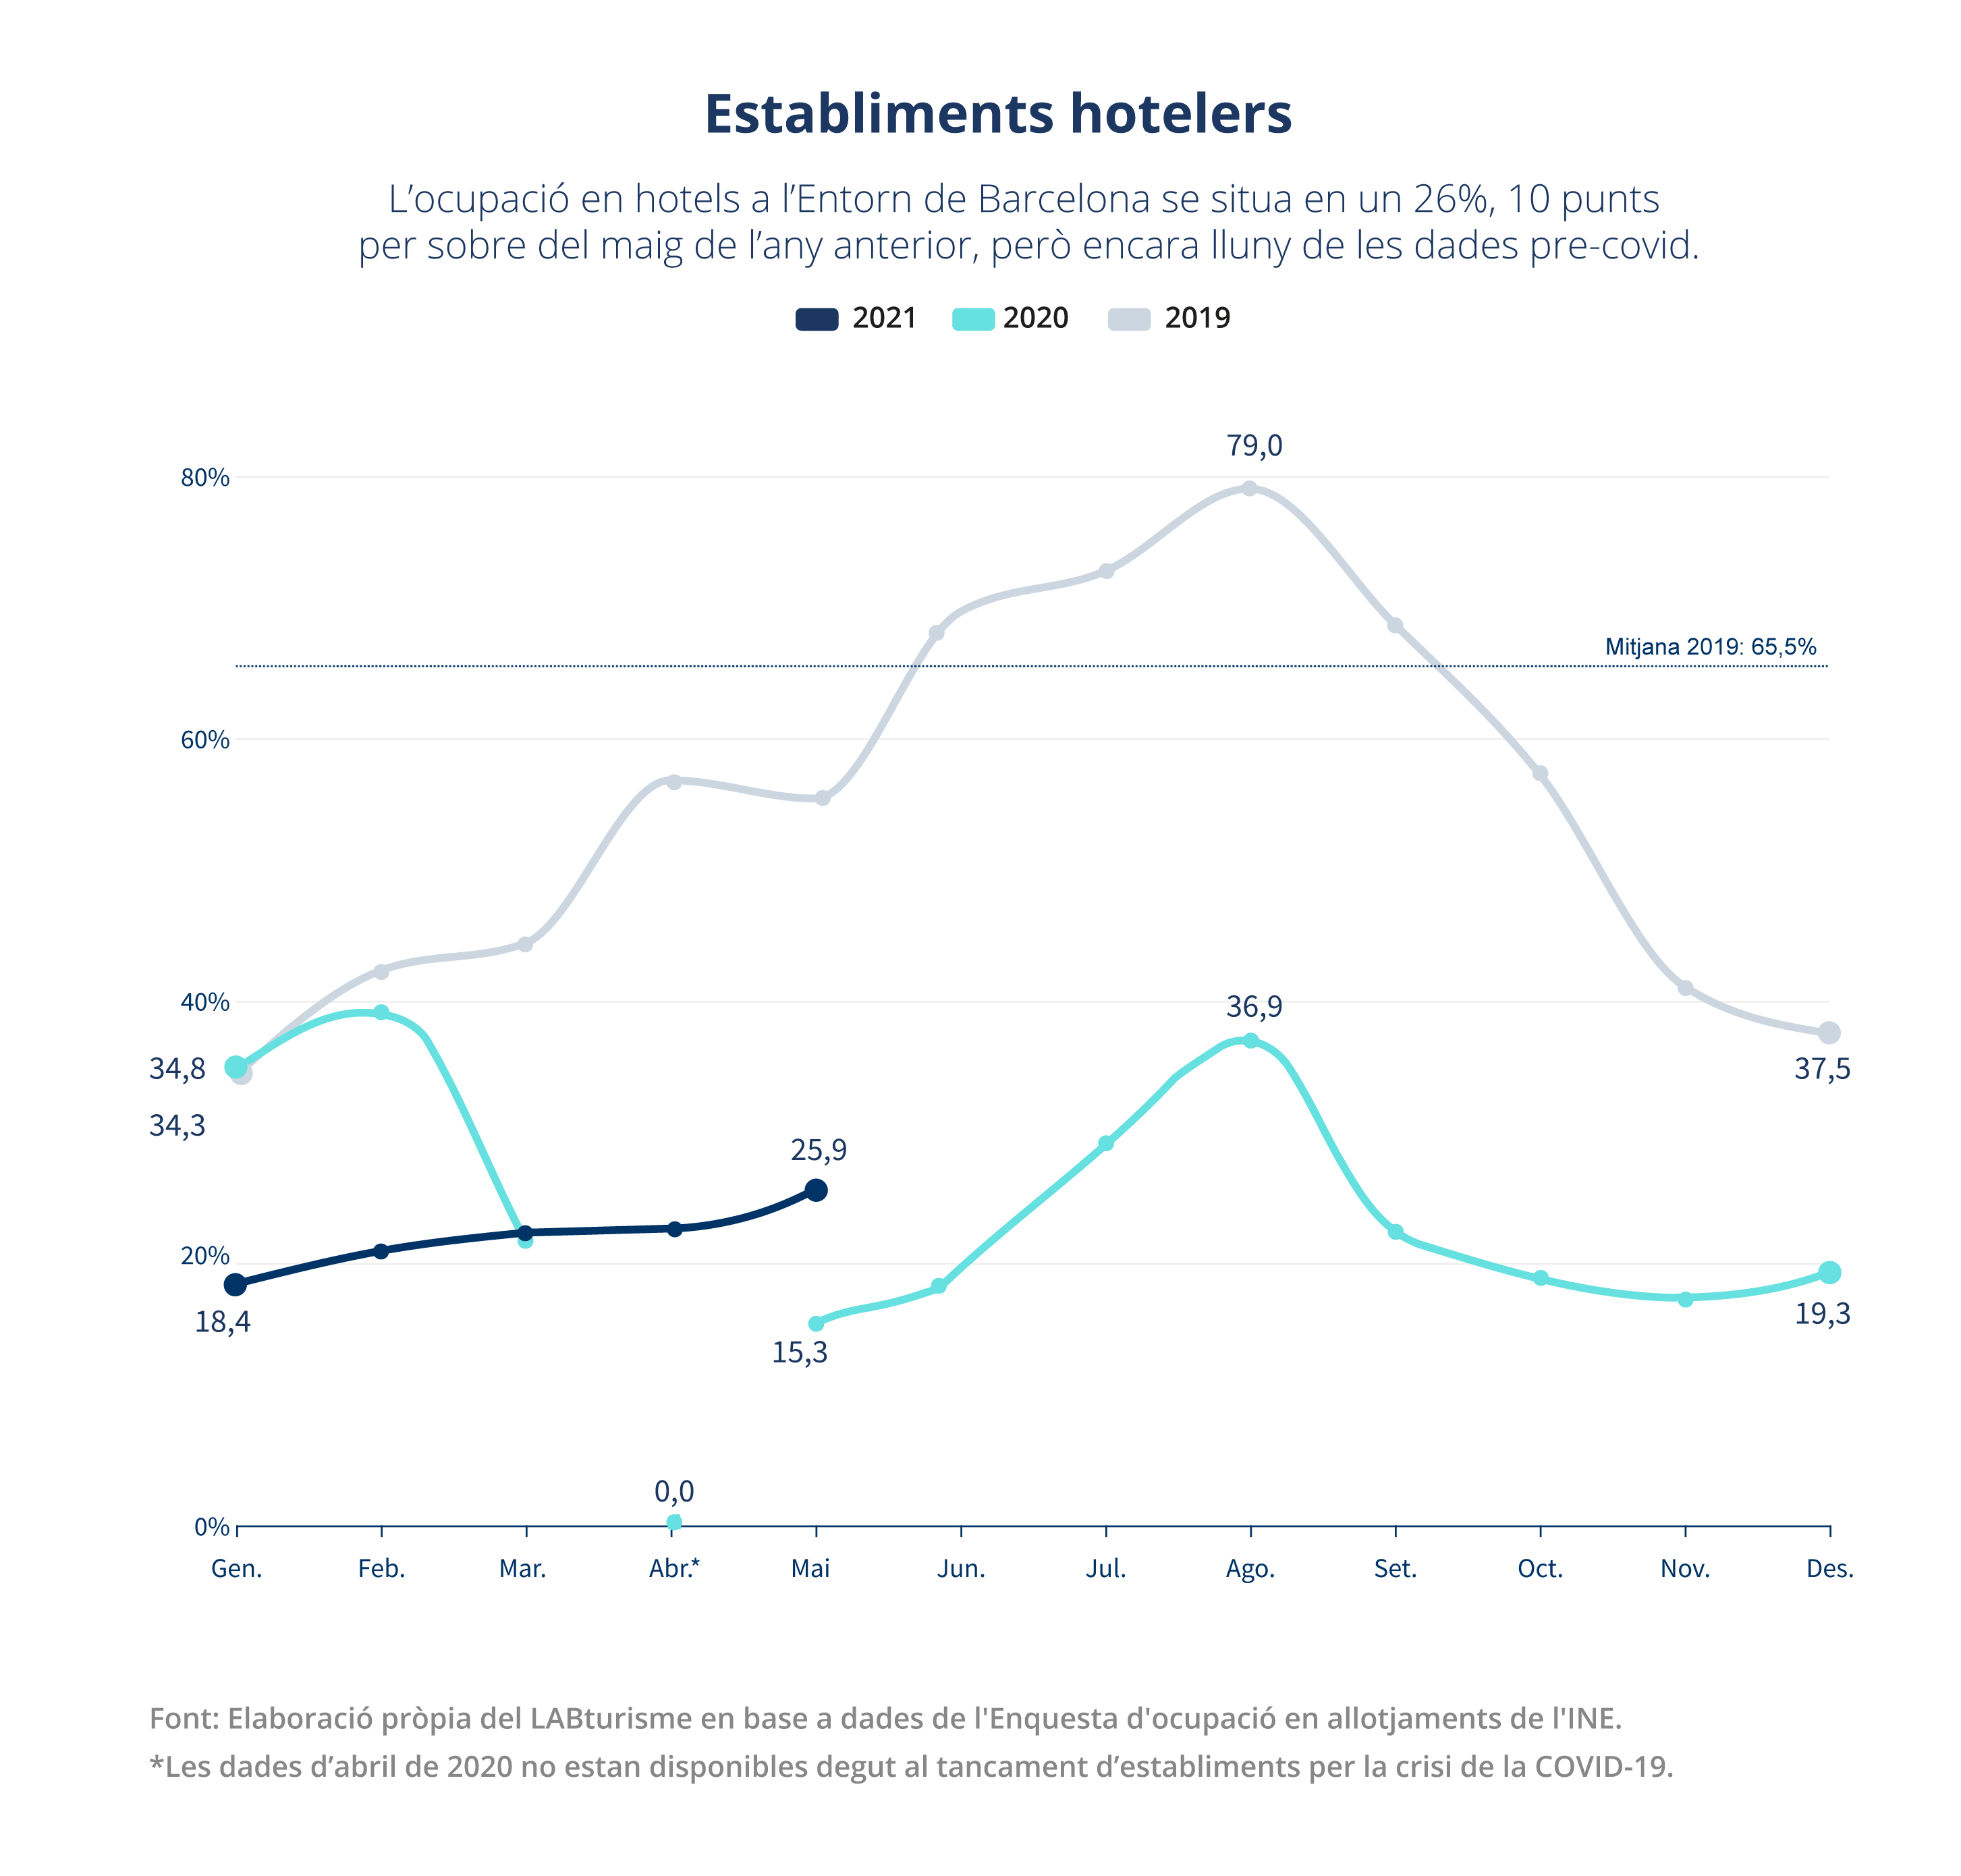 Establiments hotelers
L’ocupació en hotels a l’Entorn de Barcelona se situa en un 26%, 10 punts
per sobre del maig de l’any anterior, però encara lluny de les dades pre-covid.
2021 2020 2019
79,0
80%
Mitjana 2019: 65,5%
60%
40%
36,9
34,8
37,5
34,3
25,9
20%
18,4
19,3
15,3
0,0
0%
Gen. Feb. Mar. Abr.* Mai Jun. Jul. Ago. Set. Oct. Nov. Des.
Font: Elaboració pròpia del LABturisme en base a dades de l'Enquesta d'ocupació en allotjaments de l'INE.
*Les dades d’abril de 2020 no estan disponibles degut al tancament d’establiments per la crisi de la COVID-19.